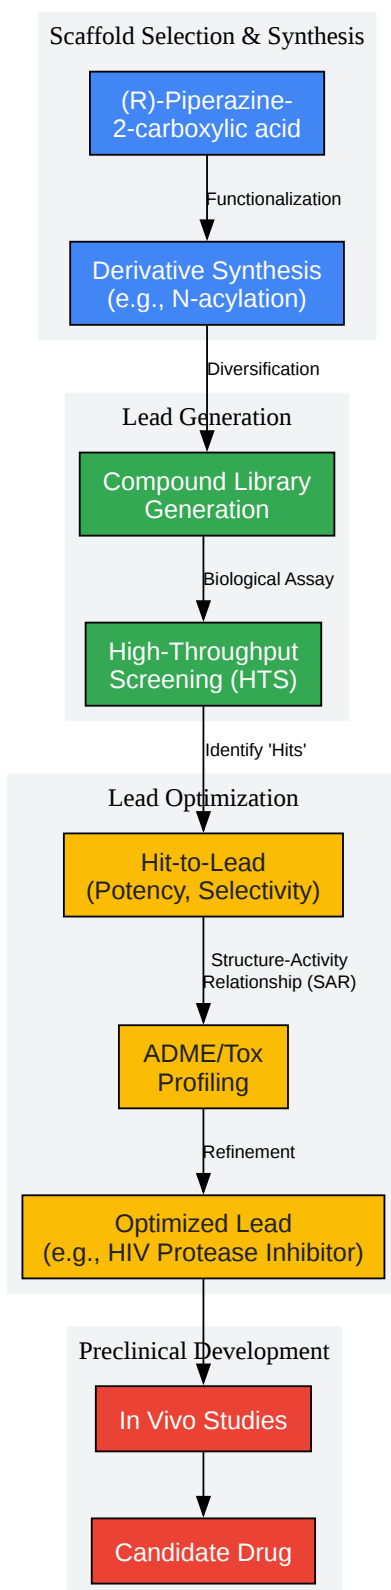 Scaffold Selection & Synthesis
(R)-Piperazine-
2-carboxylic acid
Functionalization
Derivative Synthesis
(e.g., N-acylation)
Diversification
Lead Generation
Compound Library
Generation
Biological Assay
High-Throughput
Screening (HTS)
Identify 'Hits'
Lead Optimization
Hit-to-Lead
(Potency, Selectivity)
Structure-Activity
Relationship (SAR)
ADME/Tox
Profiling
Refinement
Optimized Lead
(e.g., HIV Protease Inhibitor)
Preclinical Development
In Vivo Studies
Candidate Drug